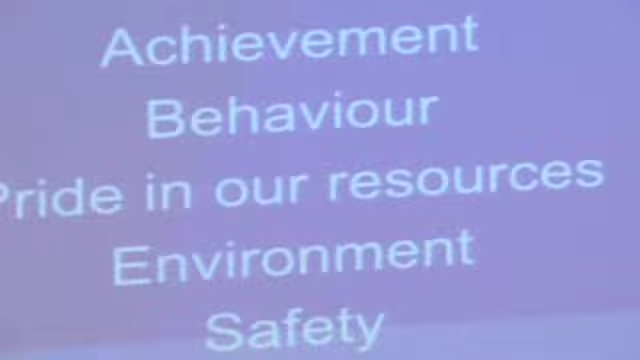 Achievement
Behaviour
Pride in our resources
Environment
Safety